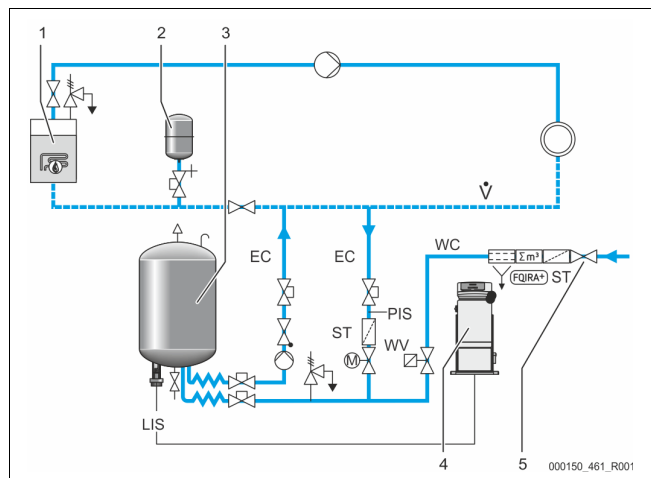 1
2
3
V̇
EC
EC
WC
Σm³
FQIRA+
ST
PIS
ST
WV
M
LIS
4
5
000150_461_R001